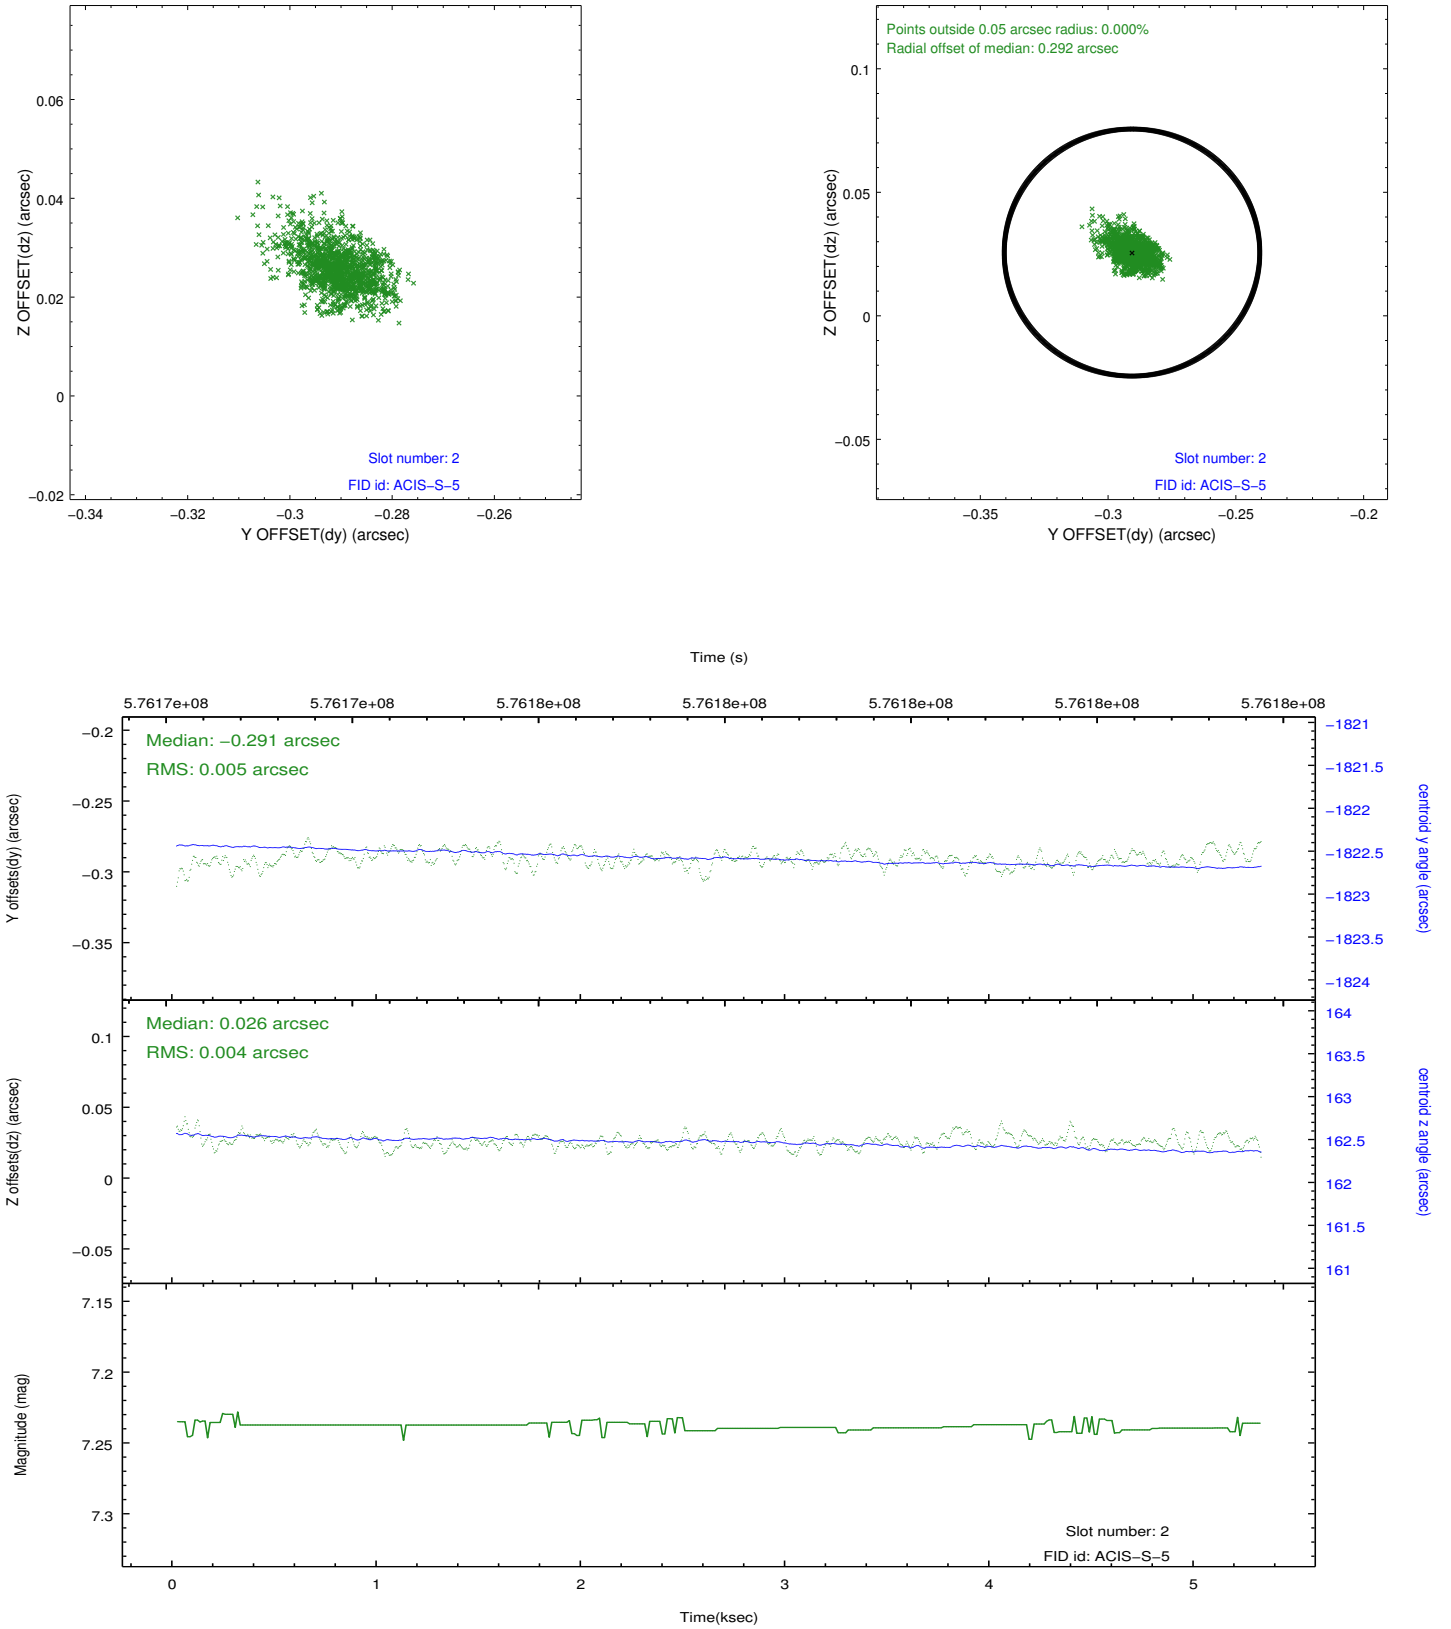 0.06
0.04
0.02
0
−0.02
Z OFFSET(dz) (arcsec)
Slot number: 2
FID id: ACIS−S−5
−0.34
−0.32
−0.3
−0.28
−0.26
Y OFFSET(dy) (arcsec)
Points outside 0.05 arcsec radius: 0.000%
Radial offset of median: 0.292 arcsec
0.1
0.05
0
−0.05
Z OFFSET(dz) (arcsec)
Slot number: 2
FID id: ACIS−S−5
−0.35
−0.3
−0.25
−0.2
Y OFFSET(dy) (arcsec)
Time (s)
5.7617e+08
5.7617e+08
5.7618e+08
5.7618e+08
5.7618e+08
5.7618e+08
5.7618e+08
Median: −0.291 arcsec
RMS: 0.005 arcsec
−0.2
−0.25
−0.3
−0.35
Y offsets(dy) (arcsec)
−1821
−1821.5
−1822
−1822.5
−1823
−1823.5
−1824
centroid y angle (arcsec)
Median: 0.026 arcsec
RMS: 0.004 arcsec
0.1
0.05
0
−0.05
Z offsets(dz) (arcsec)
164
163.5
163
162.5
162
161.5
161
centroid z angle (arcsec)
7.15
7.2
7.25
7.3
Magnitude (mag)
Slot number: 2
FID id: ACIS−S−5
0
1
2
3
4
5
Time(ksec)